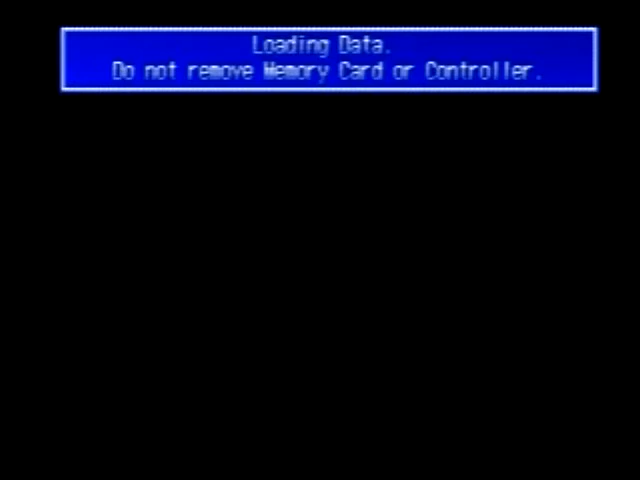 Loading Data.
Do not remove Memory Card or Controller.